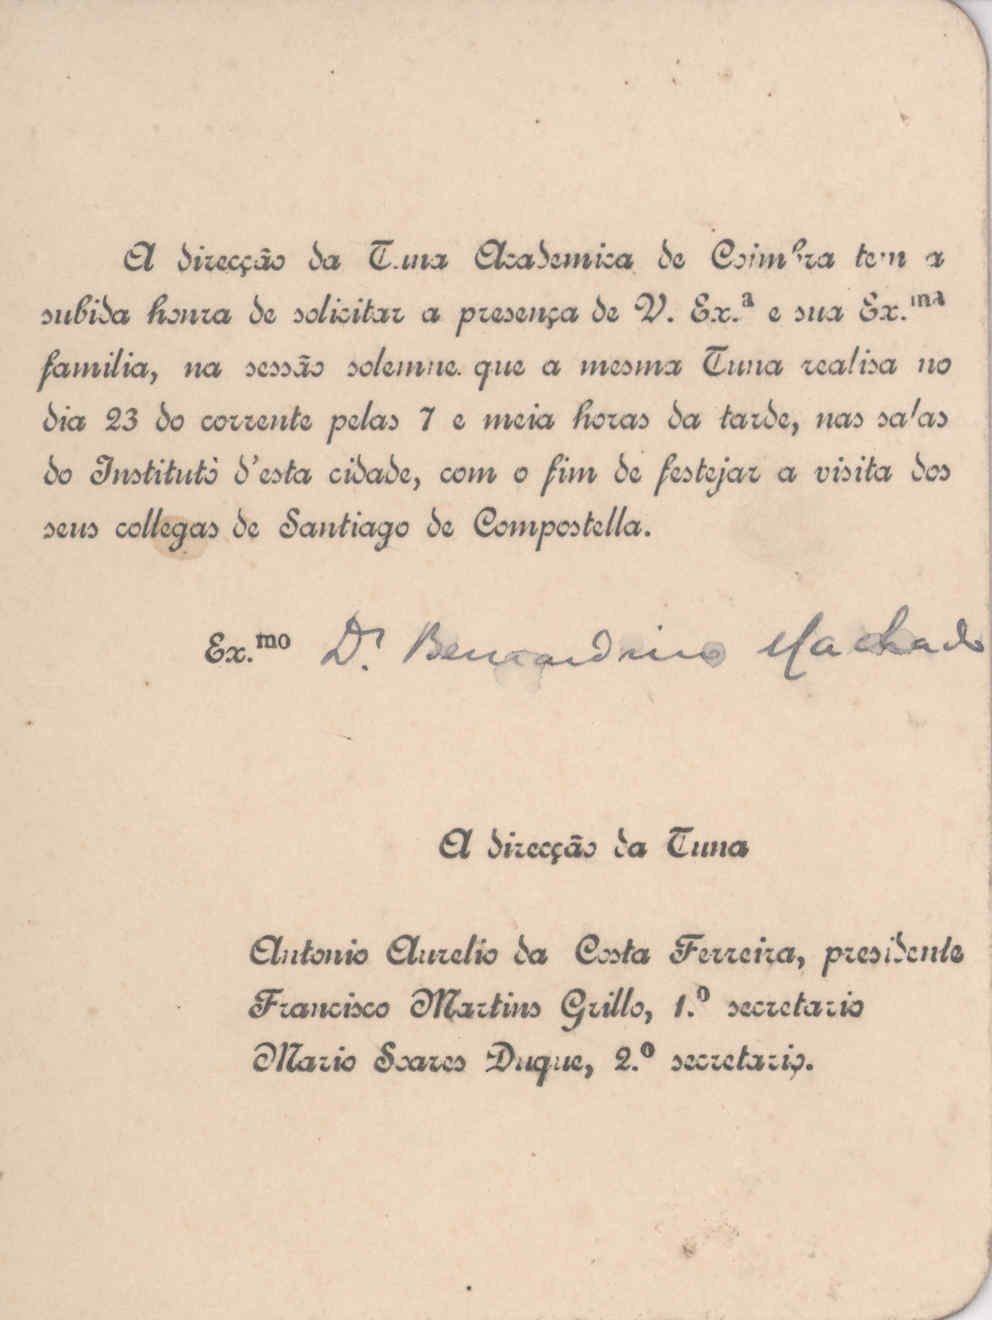 A direcção da Tuna Academica de Coimbra tem a
subida honra de solicitar a presença de V. Ex.ª e sua Ex.ᵐᵃ
familia, na sessão solemne que a mesma Tuna realisa no
dia 23 do corrente pelas 7 e meia horas da tarde, nas salas
do Instituto d'esta cidade, com o fim de festejar a visita dos
seus collegas de Santiago de Compostella.
Ex.ᵐᵒ Dr. Bernardino Machado
A direcção da Tuna
Antonio Aurelio da Costa Ferreira, presidente
Francisco Martins Grillo, 1.º secretario
Mario Soares Duque, 2.º secretario.